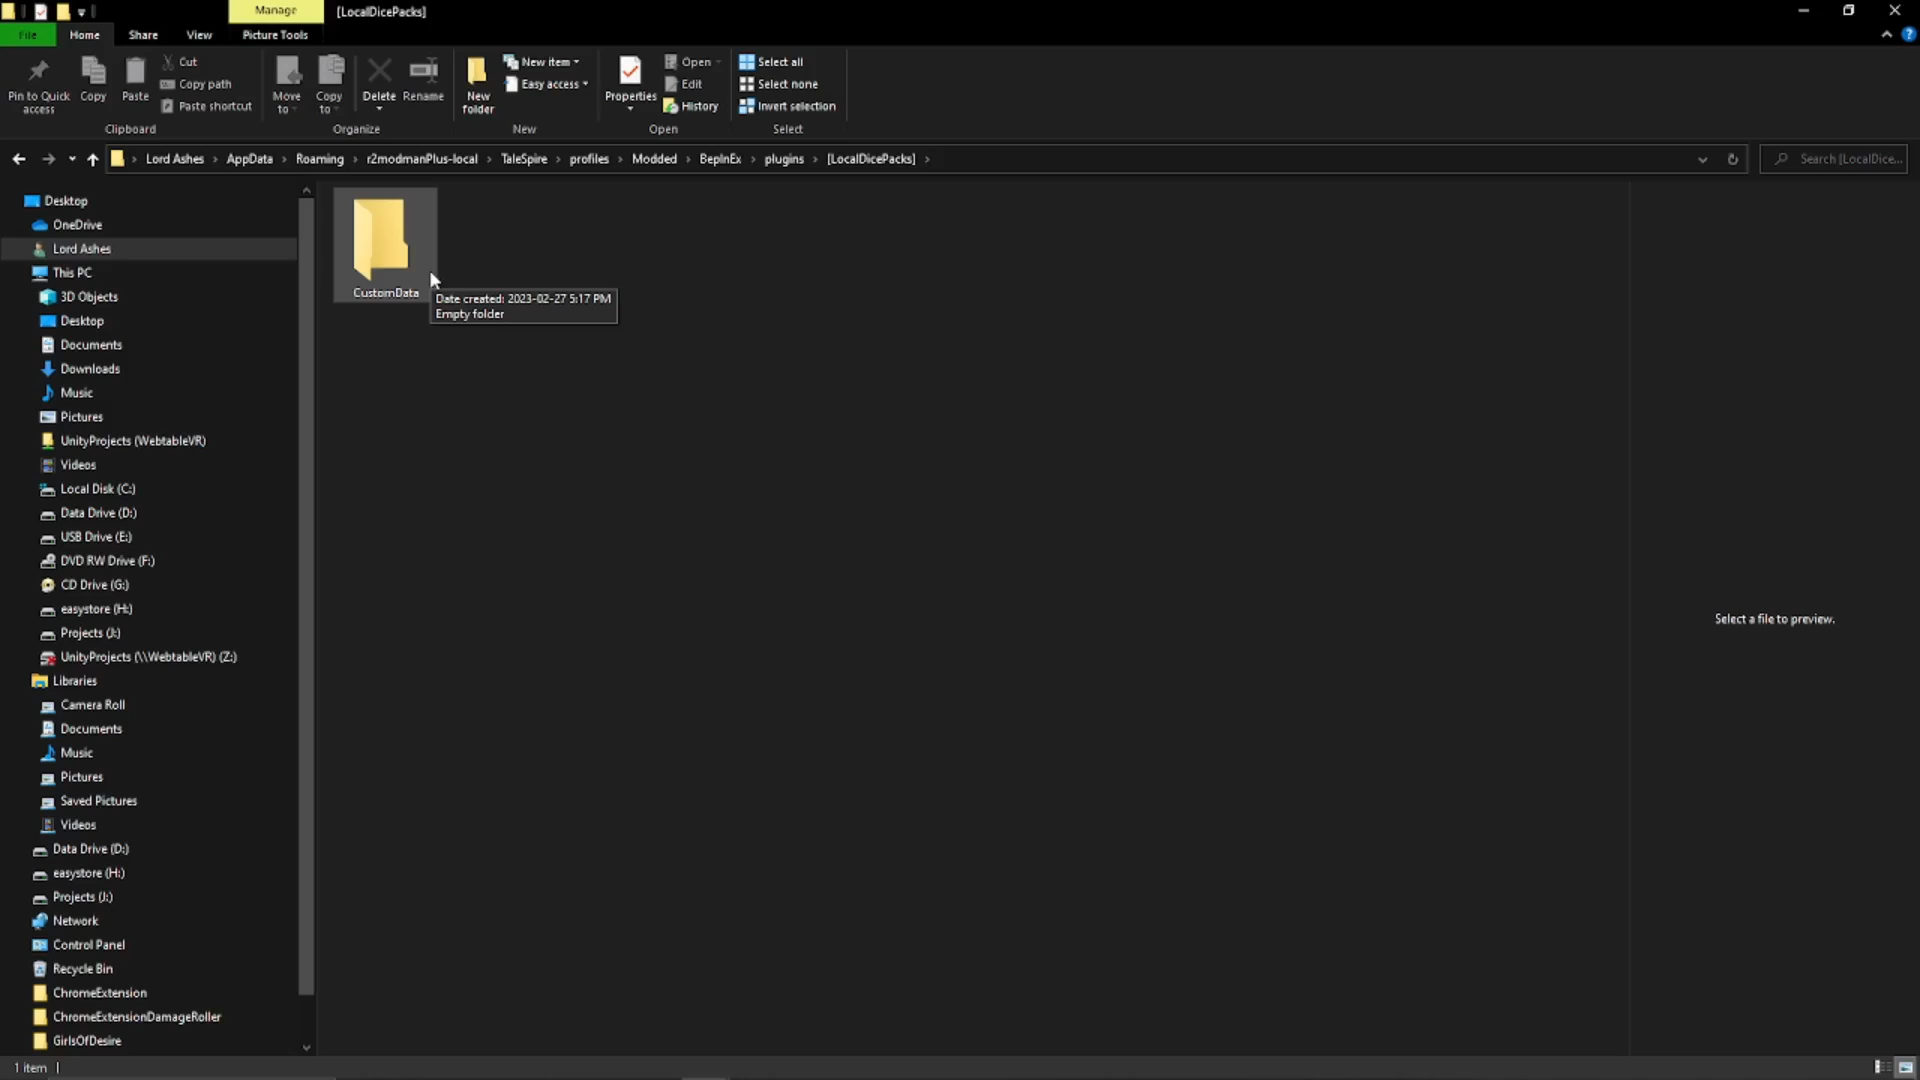 Manage
[LocalDicePacks]
File
Home
Share
View
Picture Tools
Pin to Quick access
Copy
Paste
Cut
Copy path
Paste shortcut
Clipboard
Move to
Copy to
Delete
Rename
Organize
New folder
New item
Easy access
New
Properties
Open
Edit
History
Open
Select all
Select none
Invert selection
Select
Lord Ashes > AppData > Roaming > r2modmanPlus-local > TaleSpire > profiles > Modded > BepInEx > plugins > [LocalDicePacks] >
Search [LocalDice...
Desktop
OneDrive
Lord Ashes
This PC
3D Objects
Desktop
Documents
Downloads
Music
Pictures
UnityProjects (WebtableVR)
Videos
Local Disk (C:)
Data Drive (D:)
USB Drive (E:)
DVD RW Drive (F:)
CD Drive (G:)
easystore (H:)
Projects (J:)
UnityProjects (\\WebtableVR) (Z:)
Libraries
Camera Roll
Documents
Music
Pictures
Saved Pictures
Videos
Data Drive (D:)
easystore (H:)
Projects (J:)
Network
Control Panel
Recycle Bin
ChromeExtension
ChromeExtensionDamageRoller
GirlsOfDesire
CustomData
Date created: 2023-02-27 5:17 PM
Empty folder
Select a file to preview.
1 item